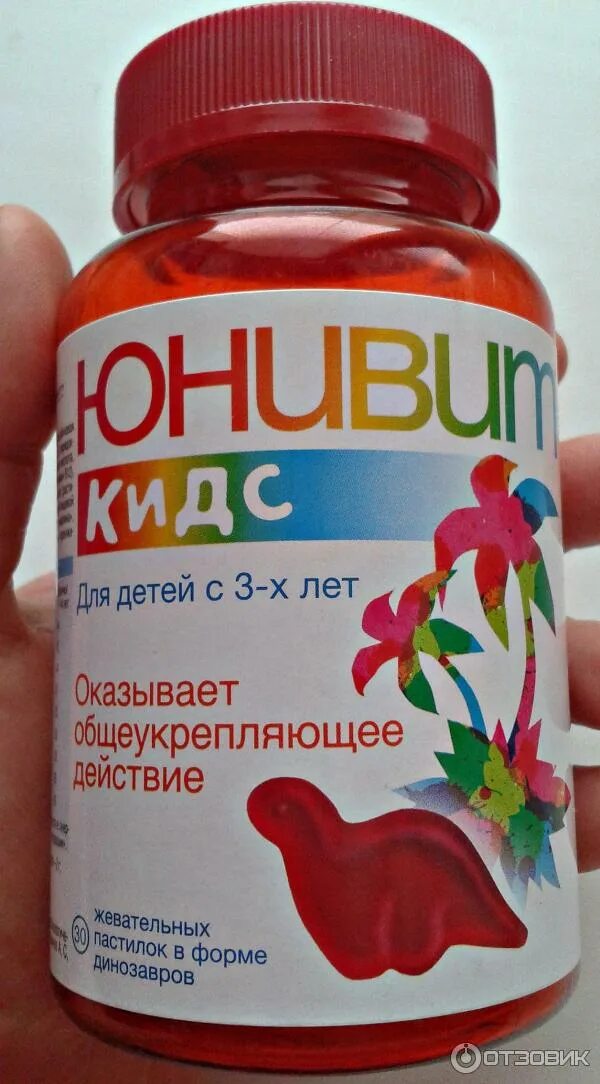 Юнивит
Кидс
Для детей с 3-х лет
Оказывает
общеукрепляющее
действие
30
жевательных
пастилок в форме
динозавров
ОТЗОВИК